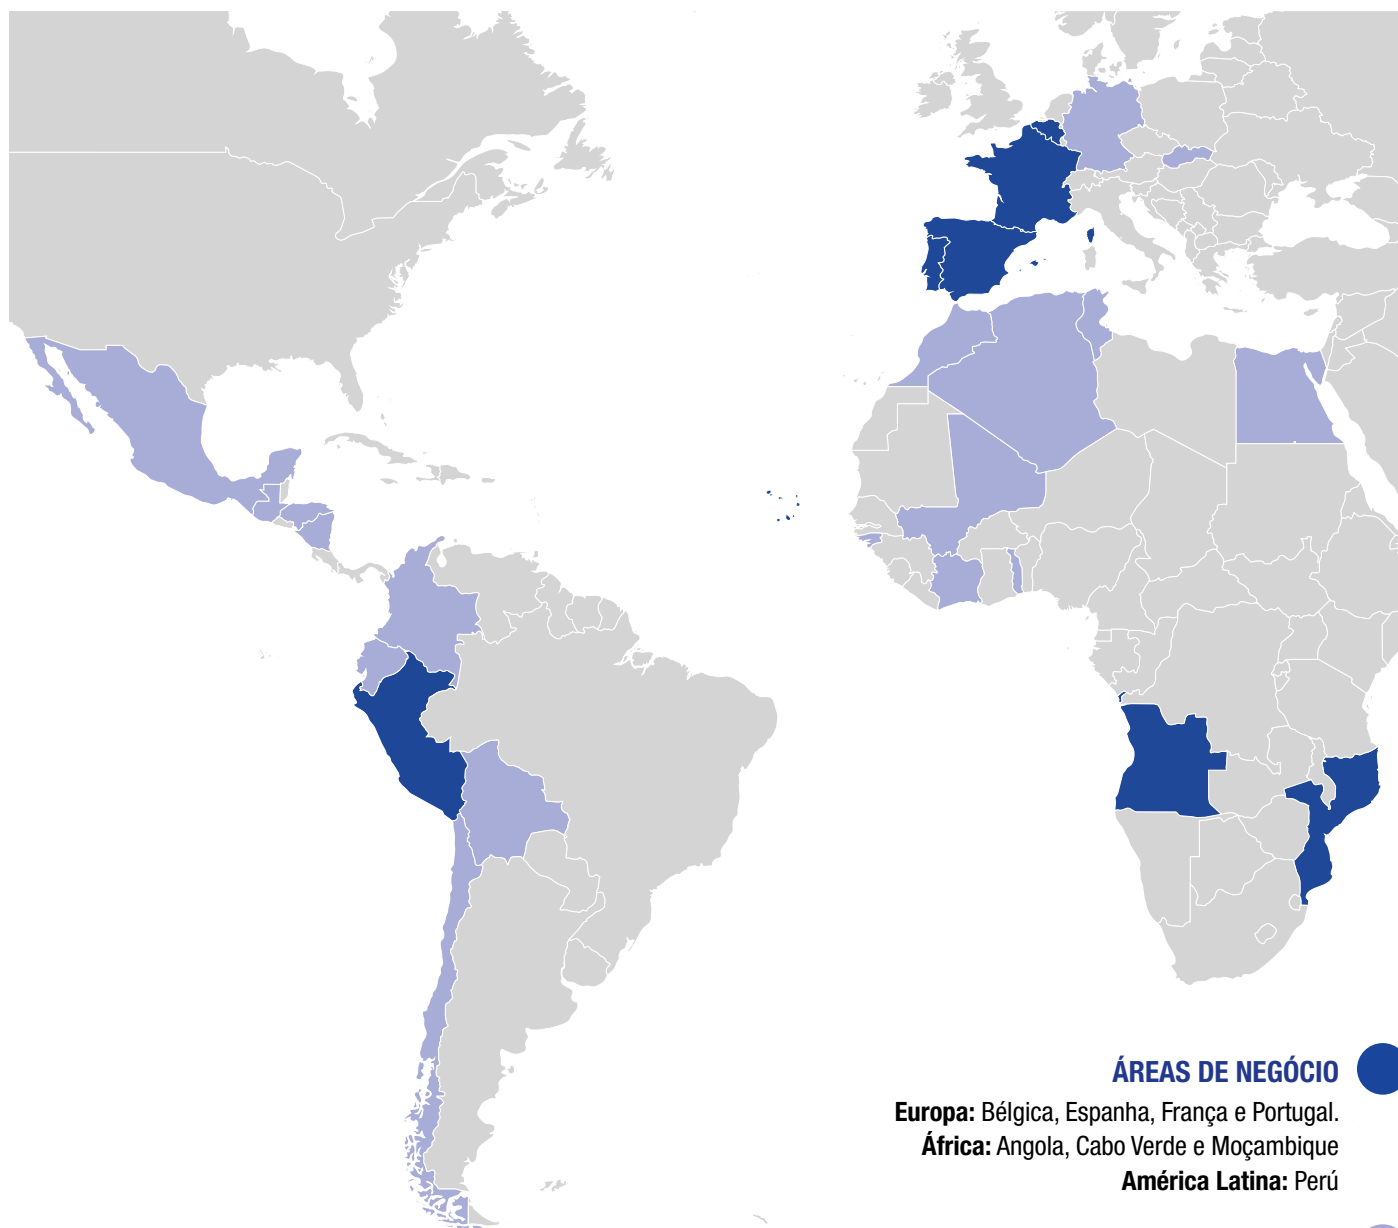 ÁREAS DE NEGÓCIO
Europa: Bélgica, Espanha, França e Portugal.
África: Angola, Cabo Verde e Moçambique
América Latina: Perú